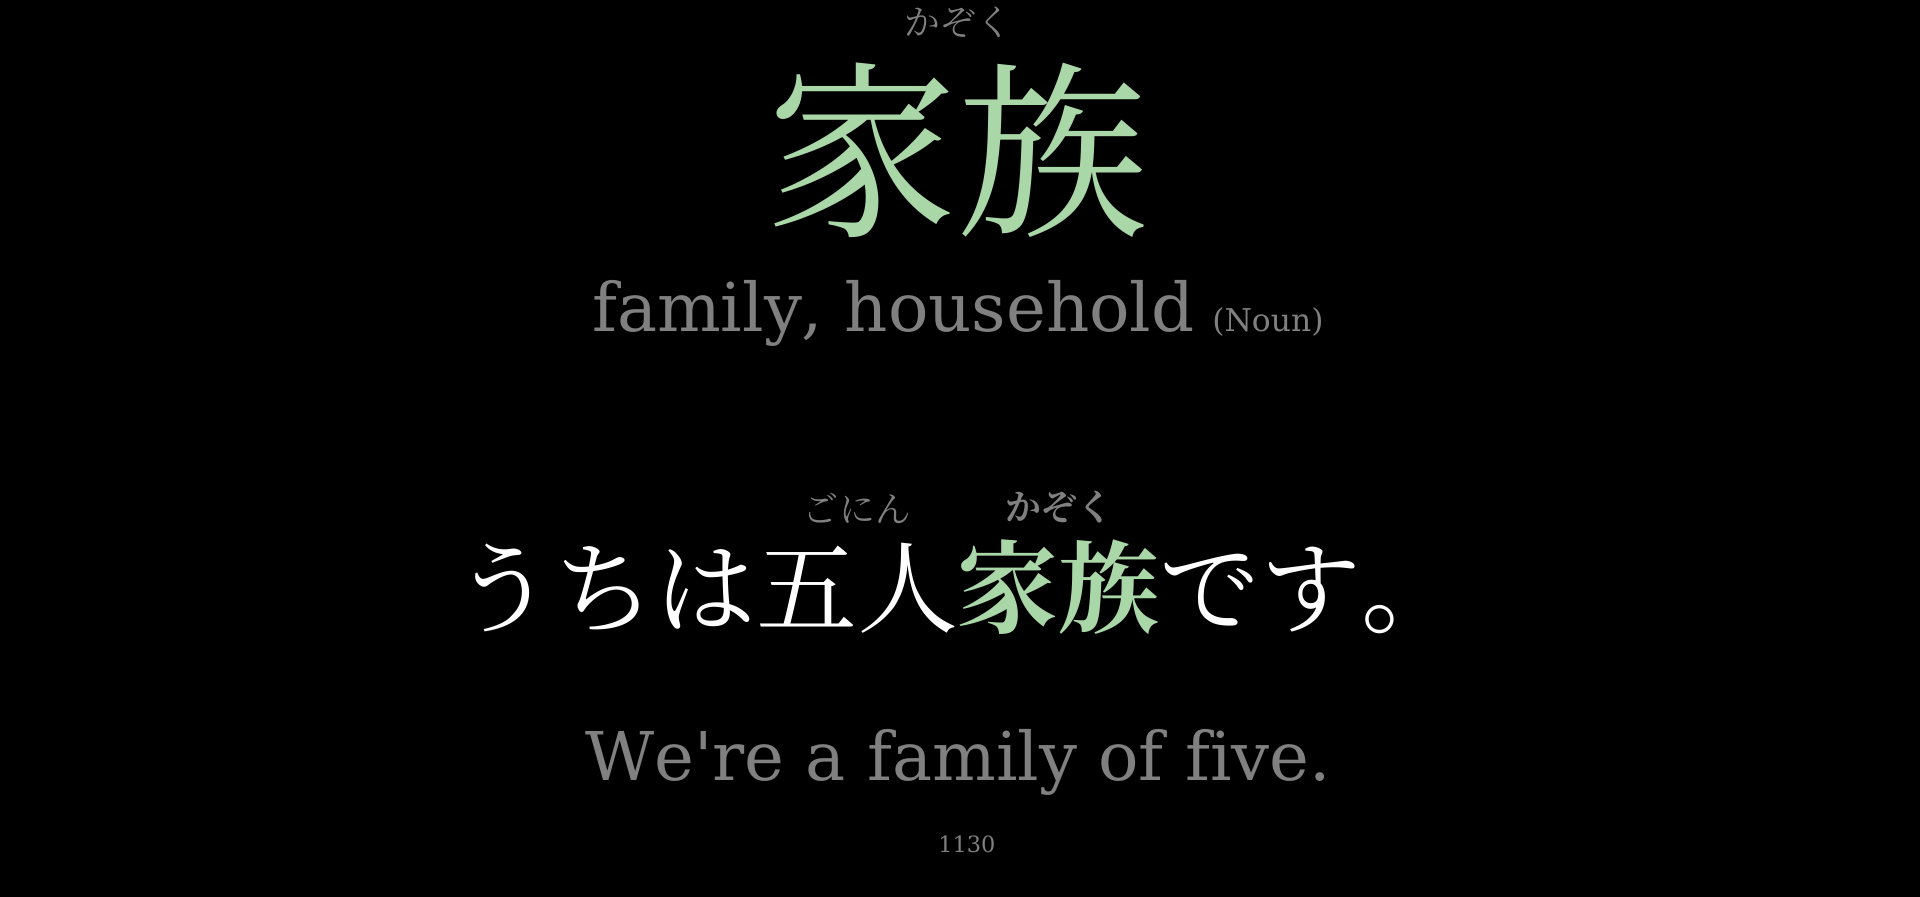 かぞく
家族
family, household (Noun)
ごにん かぞく
うちは五人家族です。
We're a family of five.
1130